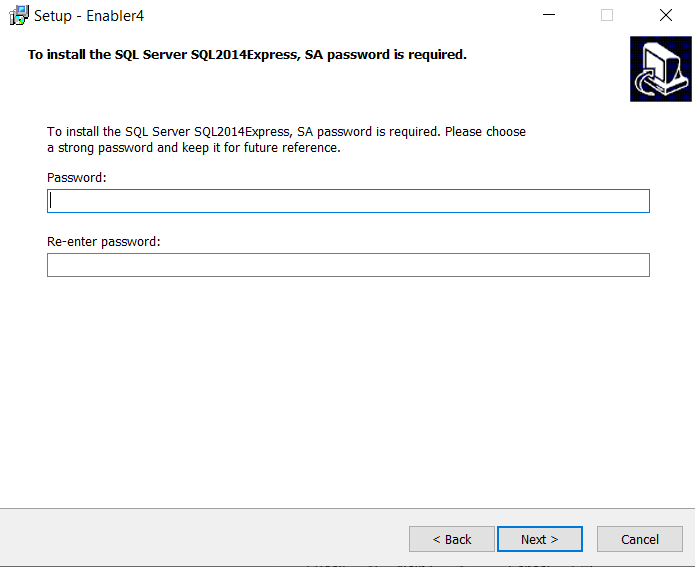 Setup - Enabler4
To install the SQL Server SQL2014Express, SA password is required.
To install the SQL Server SQL2014Express, SA password is required. Please choose
a strong password and keep it for future reference.
Password:
Re-enter password:
< Back Next > Cancel